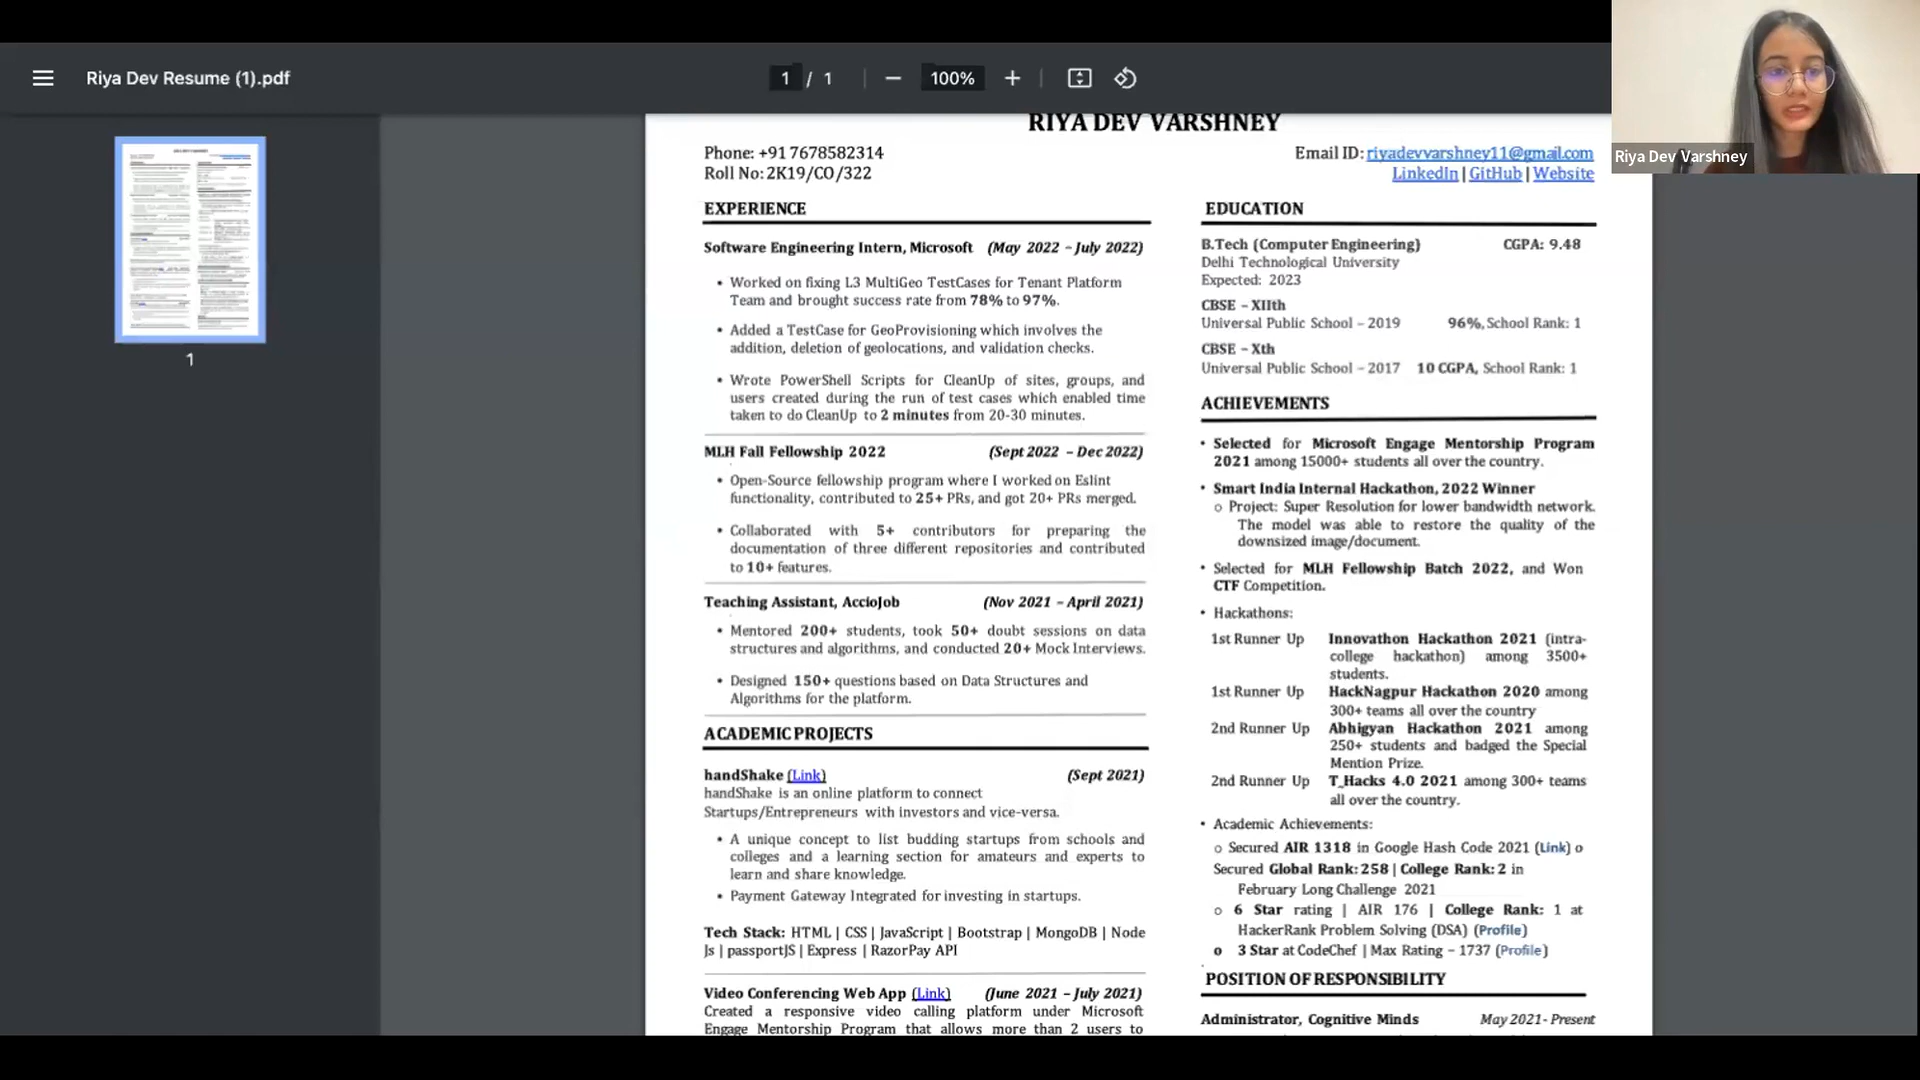 Riya Dev Resume (1).pdf
1 / 1
100%
1
Riya Dev Varshney
RIYA DEV VARSHNEY
Phone: +91 7678582314
Roll No: 2K19/CO/322
Email ID: riyadevvarshney11@gmail.com
LinkedIn | GitHub | Website
EXPERIENCE
Software Engineering Intern, Microsoft (May 2022 – July 2022)
• Worked on fixing L3 MultiGeo TestCases for Tenant Platform
Team and brought success rate from 78% to 97%.
• Added a TestCase for GeoProvisioning which involves the
addition, deletion of geolocations, and validation checks.
• Wrote PowerShell Scripts for CleanUp of sites, groups, and
users created during the run of test cases which enabled time
taken to do CleanUp to 2 minutes from 20-30 minutes.
MLH Fall Fellowship 2022 (Sept 2022 – Dec 2022)
• Open-Source fellowship program where I worked on Eslint
functionality, contributed to 25+ PRs, and got 20+ PRs merged.
• Collaborated with 5+ contributors for preparing the
documentation of three different repositories and contributed
to 10+ features.
Teaching Assistant, AccioJob (Nov 2021 – April 2021)
• Mentored 200+ students, took 50+ doubt sessions on data
structures and algorithms, and conducted 20+ Mock Interviews.
• Designed 150+ questions based on Data Structures and
Algorithms for the platform.
ACADEMIC PROJECTS
handShake (Link) (Sept 2021)
handShake is an online platform to connect
Startups/Entrepreneurs with investors and vice-versa.
• A unique concept to list budding startups from schools and
colleges and a learning section for amateurs and experts to
learn and share knowledge.
• Payment Gateway Integrated for investing in startups.
Tech Stack: HTML | CSS | JavaScript | Bootstrap | MongoDB | Node
Js | passportJS | Express | RazorPay API
Video Conferencing Web App (Link) (June 2021 – July 2021)
Created a responsive video calling platform under Microsoft
Engage Mentorship Program that allows more than 2 users to
EDUCATION
B.Tech (Computer Engineering) CGPA: 9.48
Delhi Technological University
Expected: 2023
CBSE – XIIth
Universal Public School – 2019 96%, School Rank: 1
CBSE – Xth
Universal Public School – 2017 10 CGPA, School Rank: 1
ACHIEVEMENTS
• Selected for Microsoft Engage Mentorship Program
2021 among 15000+ students all over the country.
• Smart India Internal Hackathon, 2022 Winner
o Project: Super Resolution for lower bandwidth network.
The model was able to restore the quality of the
downsized image/document.
• Selected for MLH Fellowship Batch 2022, and Won
CTF Competition.
• Hackathons:
1st Runner Up Innovathon Hackathon 2021 (intra-
college hackathon) among 3500+
students.
1st Runner Up HackNagpur Hackathon 2020 among
300+ teams all over the country
2nd Runner Up Abhigyan Hackathon 2021 among
250+ students and badged the Special
Mention Prize.
2nd Runner Up T_Hacks 4.0 2021 among 300+ teams
all over the country.
• Academic Achievements:
o Secured AIR 1318 in Google Hash Code 2021 (Link) o
Secured Global Rank: 258 | College Rank: 2 in
February Long Challenge 2021
o 6 Star rating | AIR 176 | College Rank: 1 at
HackerRank Problem Solving (DSA) (Profile)
o 3 Star at CodeChef | Max Rating – 1737 (Profile)
POSITION OF RESPONSIBILITY
Administrator, Cognitive Minds May 2021- Present